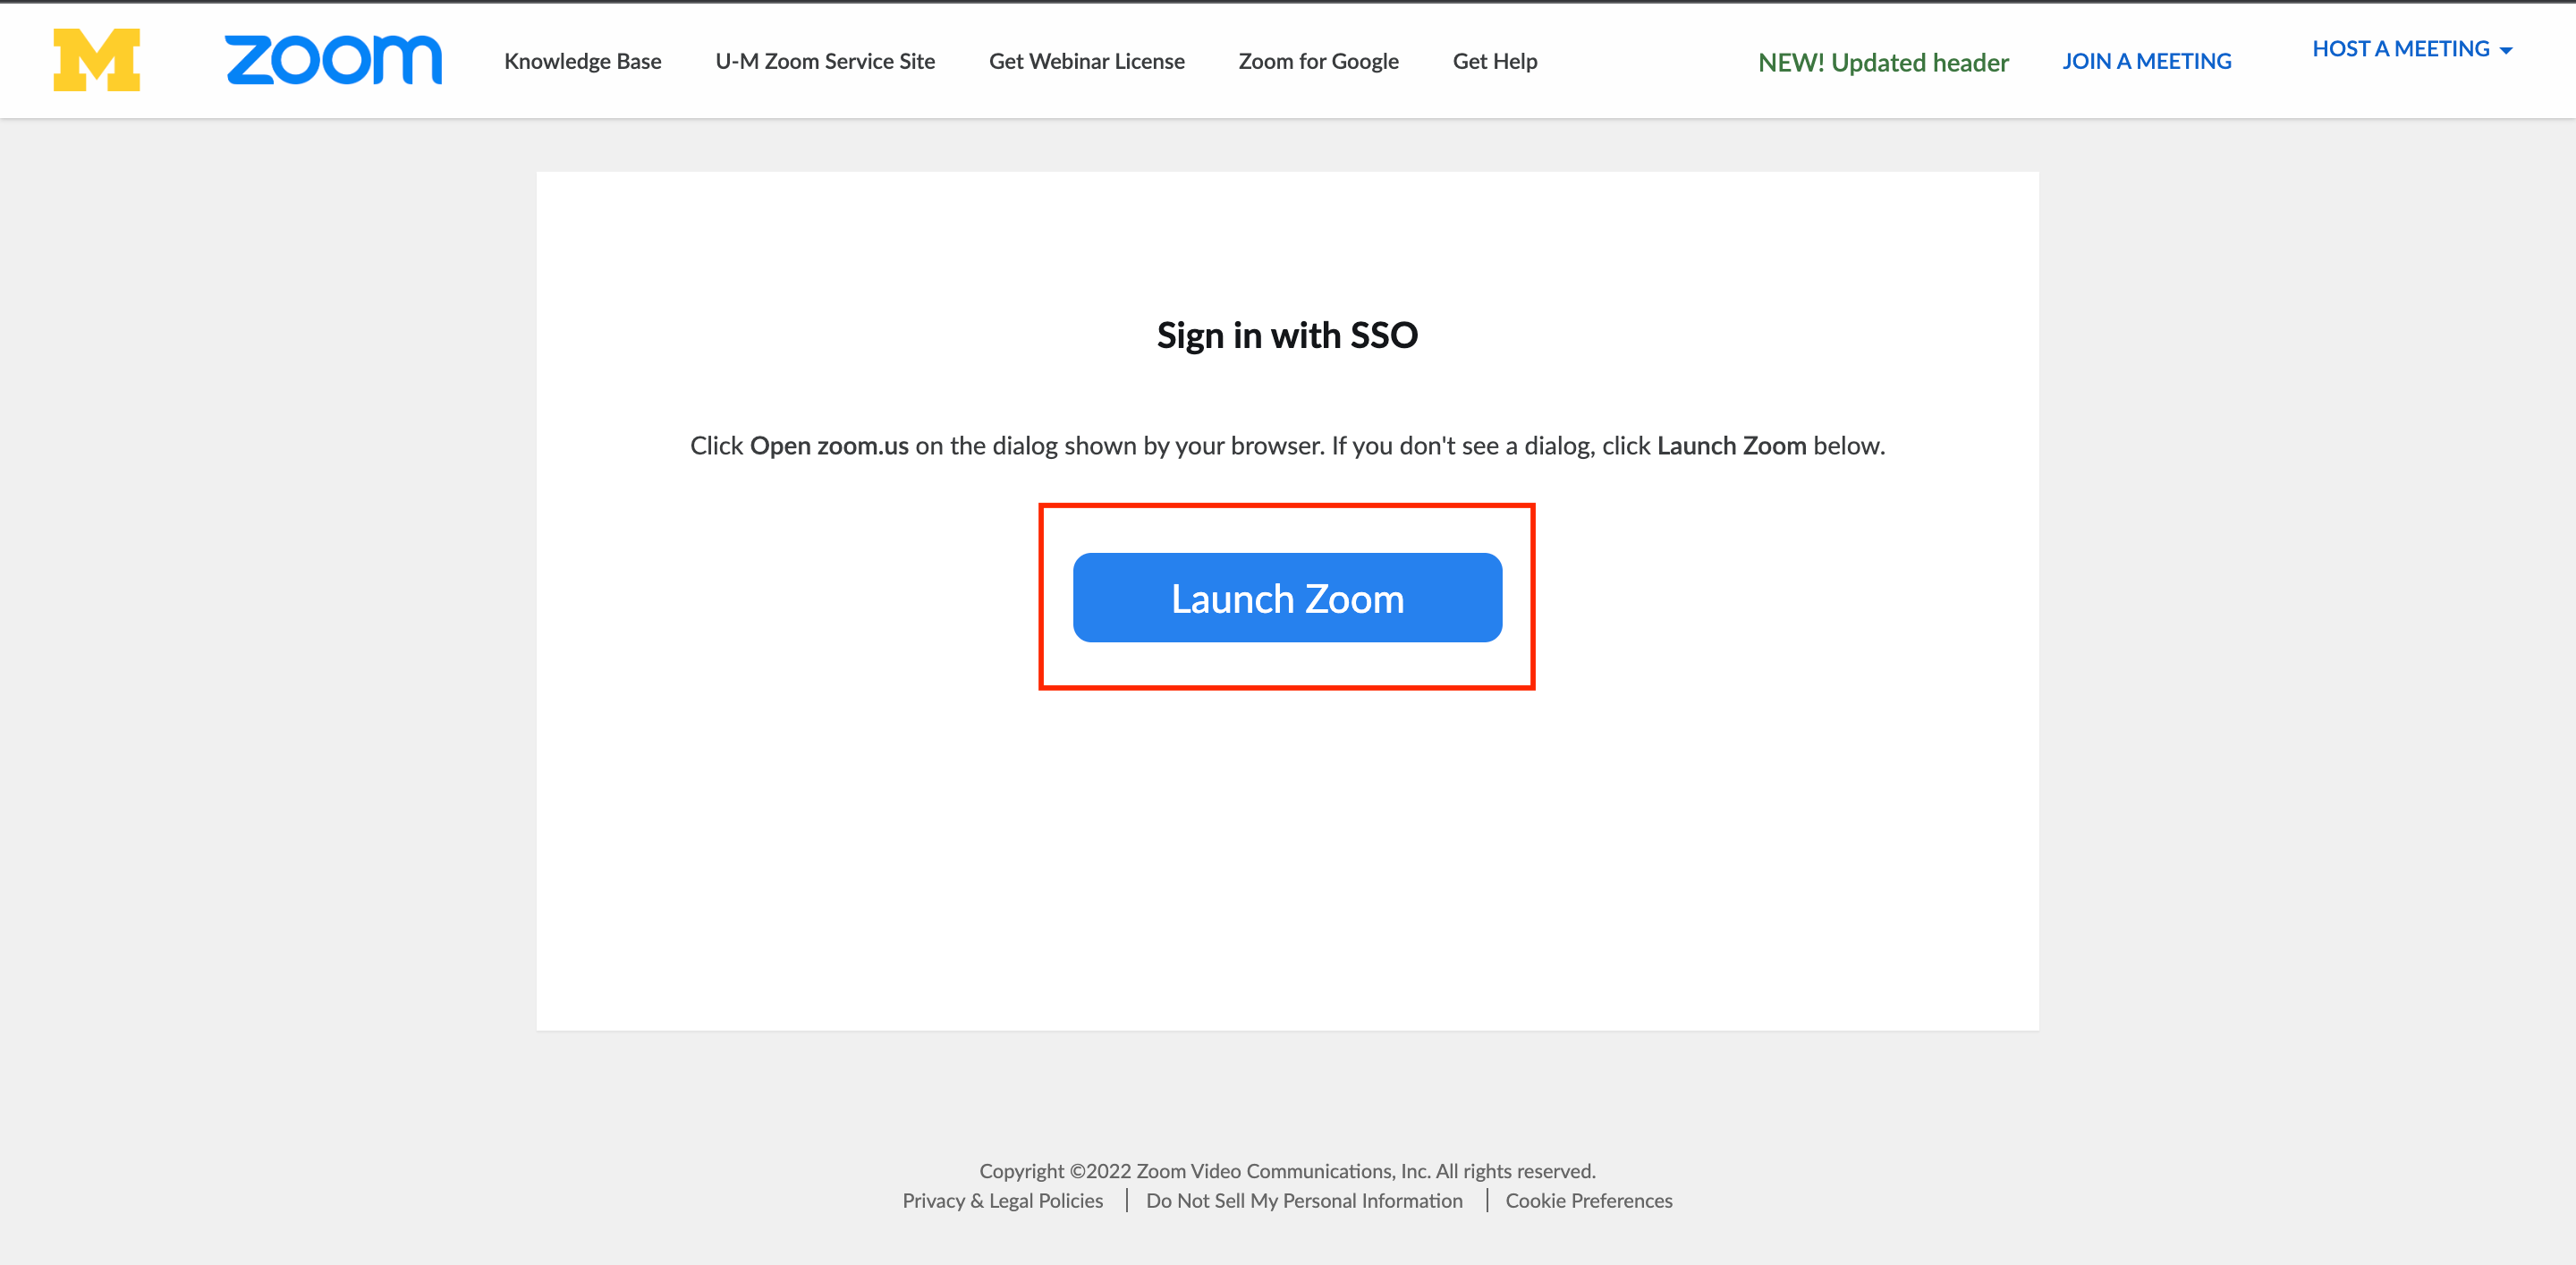 M zoom Knowledge Base U-M Zoom Service Site Get Webinar License Zoom for Google Get Help NEW! Updated header JOIN A MEETING HOST A MEETING
Sign in with SSO
Click Open zoom.us on the dialog shown by your browser. If you don't see a dialog, click Launch Zoom below.
Launch Zoom
Copyright ©2022 Zoom Video Communications, Inc. All rights reserved.
Privacy & Legal Policies | Do Not Sell My Personal Information | Cookie Preferences